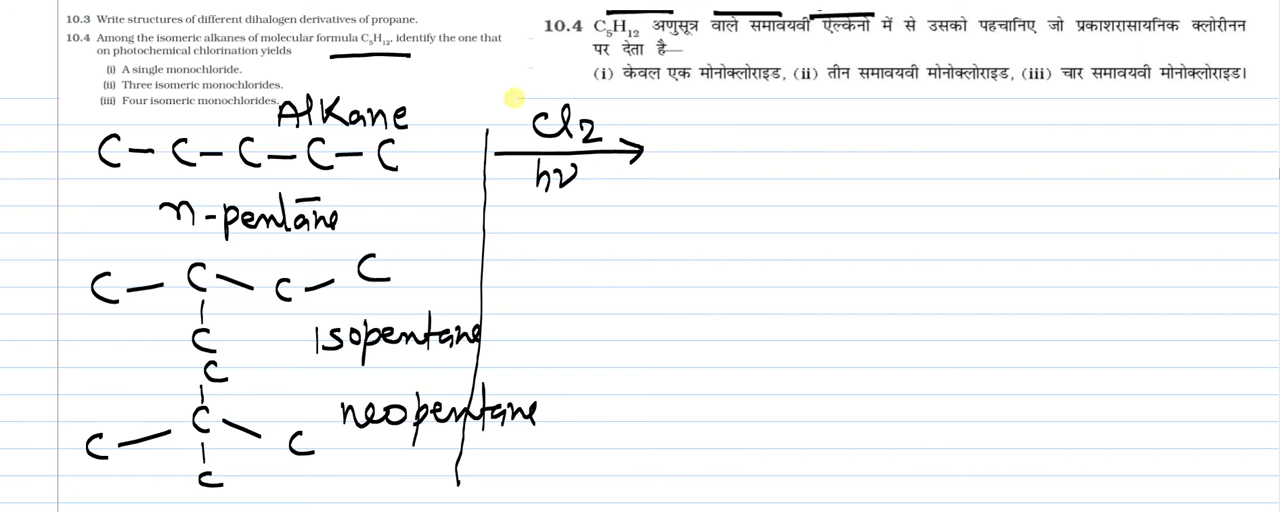 10.3 Write structures of different dihalogen derivatives of propane.
10.4 Among the isomeric alkanes of molecular formula C₅H₁₂, identify the one that
on photochemical chlorination yields
(i) A single monochloride.
(ii) Three isomeric monochlorides.
(iii) Four isomeric monochlorides.
10.4 C₅H₁₂ अणुसूत्र वाले समावयवी ऐल्केनों में से उसको पहचानिए जो प्रकाशरासायनिक क्लोरीनन
पर देता है—
(i) केवल एक मोनोक्लोराइड, (ii) तीन समावयवी मोनोक्लोराइड, (iii) चार समावयवी मोनोक्लोराइड।
Alkane
C – C – C – C – C
n-pentane
C – C – C – C
C
isopentane
C
C
neopentane
C
C
C
Cl2
hν